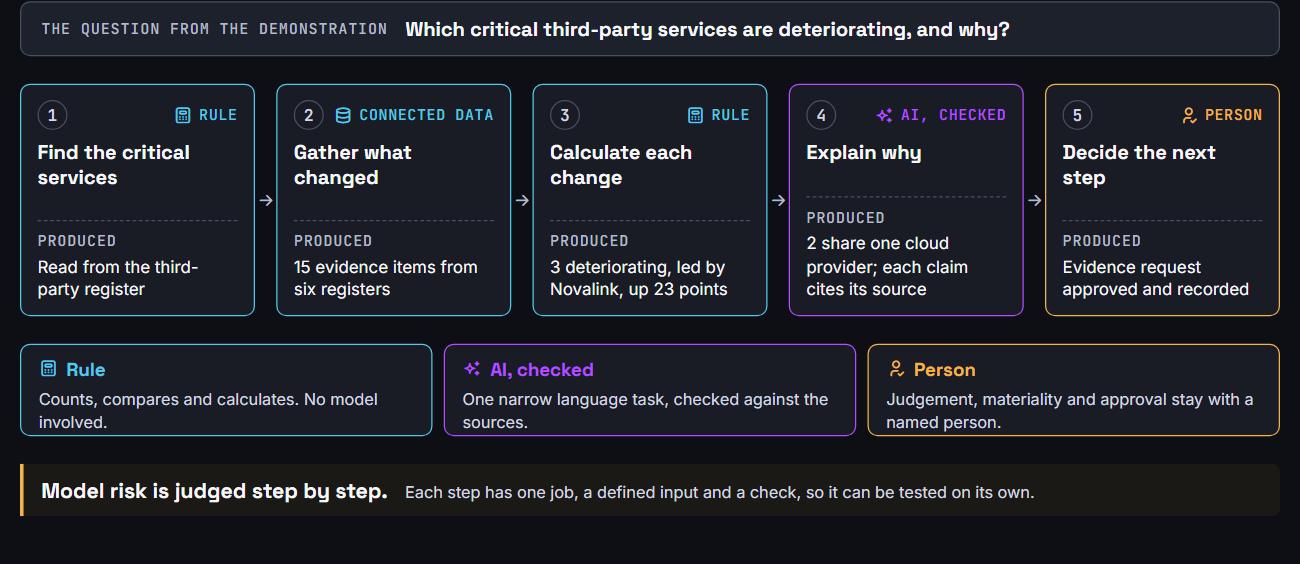 THE QUESTION FROM THE DEMONSTRATION Which critical third-party services are deteriorating, and why?
1 RULE
Find the critical
services
PRODUCED
Read from the third-
party register
2 CONNECTED DATA
Gather what
changed
PRODUCED
15 evidence items from
six registers
3 RULE
Calculate each
change
PRODUCED
3 deteriorating, led by
Novalink, up 23 points
4 AI, CHECKED
Explain why
PRODUCED
2 share one cloud
provider; each claim
cites its source
5 PERSON
Decide the next
step
PRODUCED
Evidence request
approved and recorded
Rule
Counts, compares and calculates. No model
involved.
AI, checked
One narrow language task, checked against the
sources.
Person
Judgement, materiality and approval stay with a
named person.
Model risk is judged step by step. Each step has one job, a defined input and a check, so it can be tested on its own.